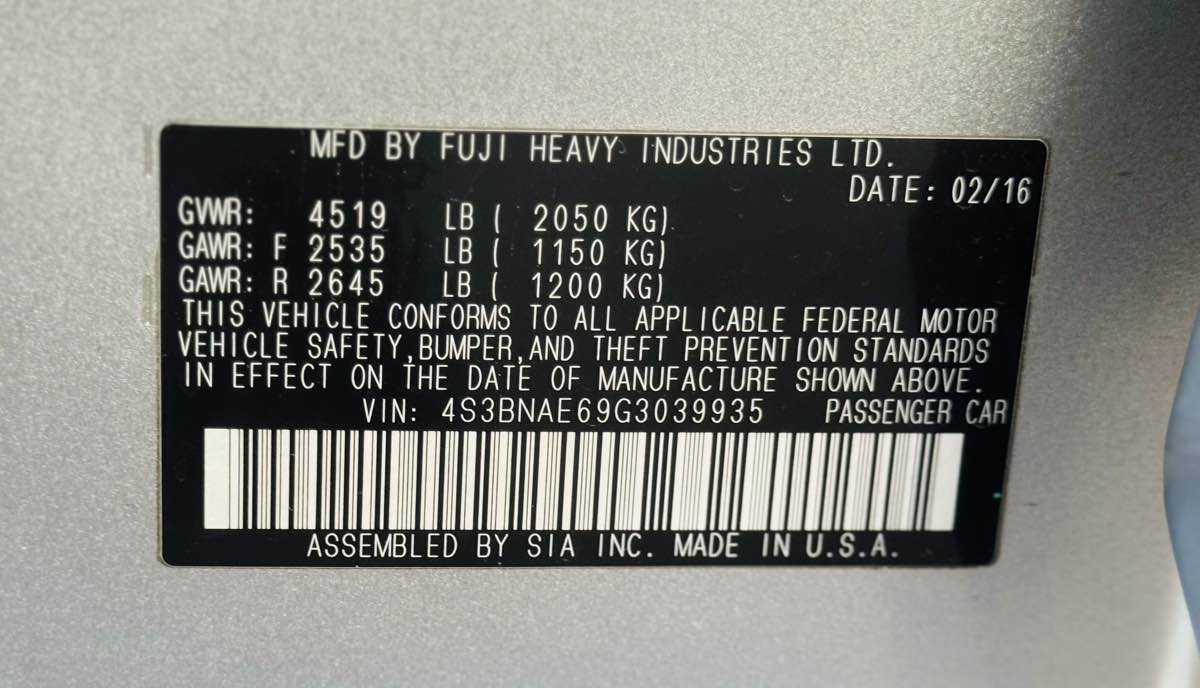 MFD BY FUJI HEAVY INDUSTRIES LTD.
DATE: 02/16
GVWR: 4519 LB ( 2050 KG)
GAWR: F 2535 LB ( 1150 KG)
GAWR: R 2645 LB ( 1200 KG)
THIS VEHICLE CONFORMS TO ALL APPLICABLE FEDERAL MOTOR
VEHICLE SAFETY,BUMPER,AND THEFT PREVENTION STANDARDS
IN EFFECT ON THE DATE OF MANUFACTURE SHOWN ABOVE.
VIN: 4S3BNAE69G3039935 PASSENGER CAR
ASSEMBLED BY SIA INC. MADE IN U.S.A.